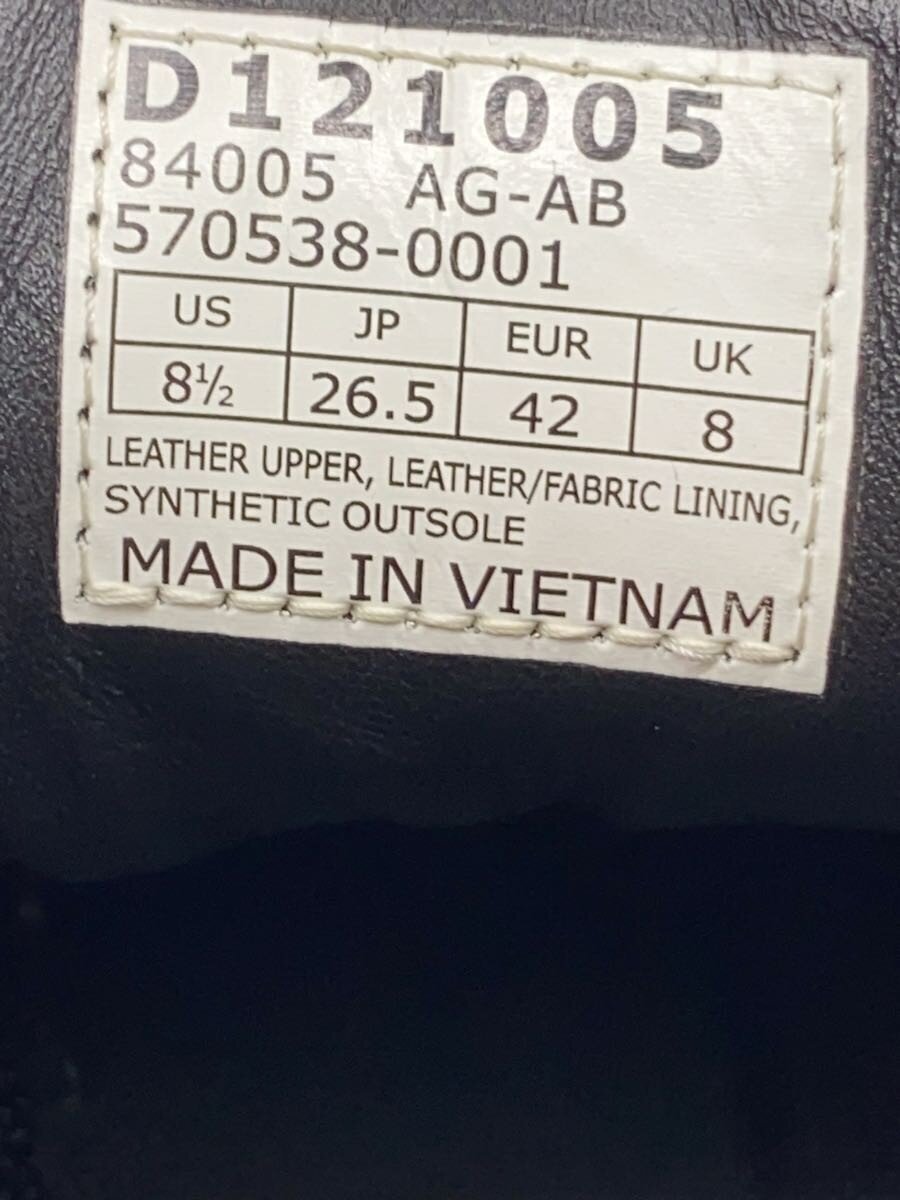 D121005
84005 AG-AB
570538-0001
US JP EUR UK
8½ 26.5 42 8
LEATHER UPPER, LEATHER/FABRIC LINING,
SYNTHETIC OUTSOLE
MADE IN VIETNAM